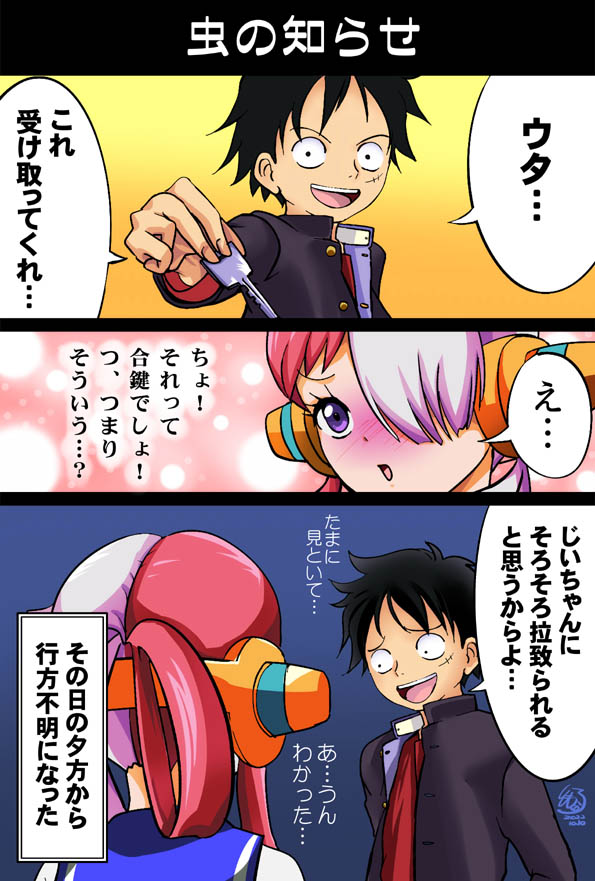 虫の知らせ
ウタ…
これ
受け取ってくれ…
え…
ちょ！
それって
合鍵でしょ！
つ、つまり
そういう…？
じいちゃんに
そろそろ拉致られる
と思うからよ…
たまに
見といて…
あ…うん
わかった…
その日の夕方から
行方不明になった
2022
10.10